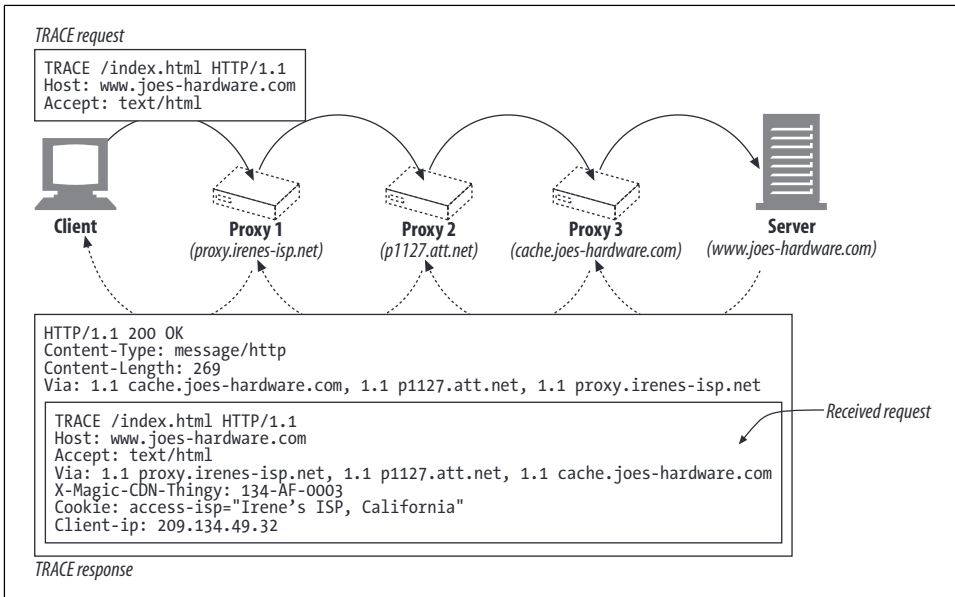 TRACE request
TRACE /index.html HTTP/1.1
Host: www.joes-hardware.com
Accept: text/html
Client
Proxy 1
(proxy.irenes-isp.net)
Proxy 2
(p1127.att.net)
Proxy 3
(cache.joes-hardware.com)
Server
(www.joes-hardware.com)
HTTP/1.1 200 OK
Content-Type: message/http
Content-Length: 269
Via: 1.1 cache.joes-hardware.com, 1.1 p1127.att.net, 1.1 proxy.irenes-isp.net
TRACE /index.html HTTP/1.1
Host: www.joes-hardware.com
Accept: text/html
Via: 1.1 proxy.irenes-isp.net, 1.1 p1127.att.net, 1.1 cache.joes-hardware.com
X-Magic-CDN-Thingy: 134-AF-0003
Cookie: access-isp="Irene's ISP, California"
Client-ip: 209.134.49.32
Received request
TRACE response